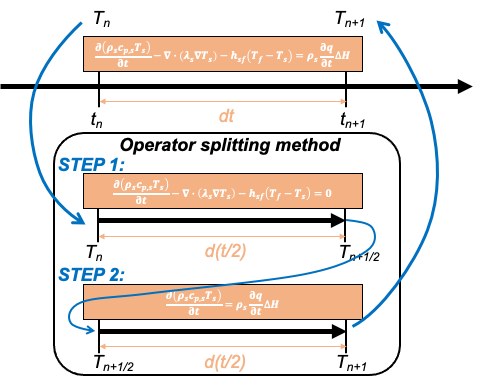 Tₙ Tₙ₊₁
∂(ρₛcₚ,ₛTₛ)/∂t − ∇ · (λₛ∇Tₛ) − hₛf(Tf − Tₛ) = ρₛ ∂q/∂t ΔH
dt
tₙ tₙ₊₁
Operator splitting method
STEP 1:
∂(ρₛcₚ,ₛTₛ)/∂t − ∇ · (λₛ∇Tₛ) − hₛf(Tf − Tₛ) = 0
Tₙ d(t/2) Tₙ₊₁/₂
STEP 2:
∂(ρₛcₚ,ₛTₛ)/∂t = ρₛ ∂q/∂t ΔH
Tₙ₊₁/₂ d(t/2) Tₙ₊₁